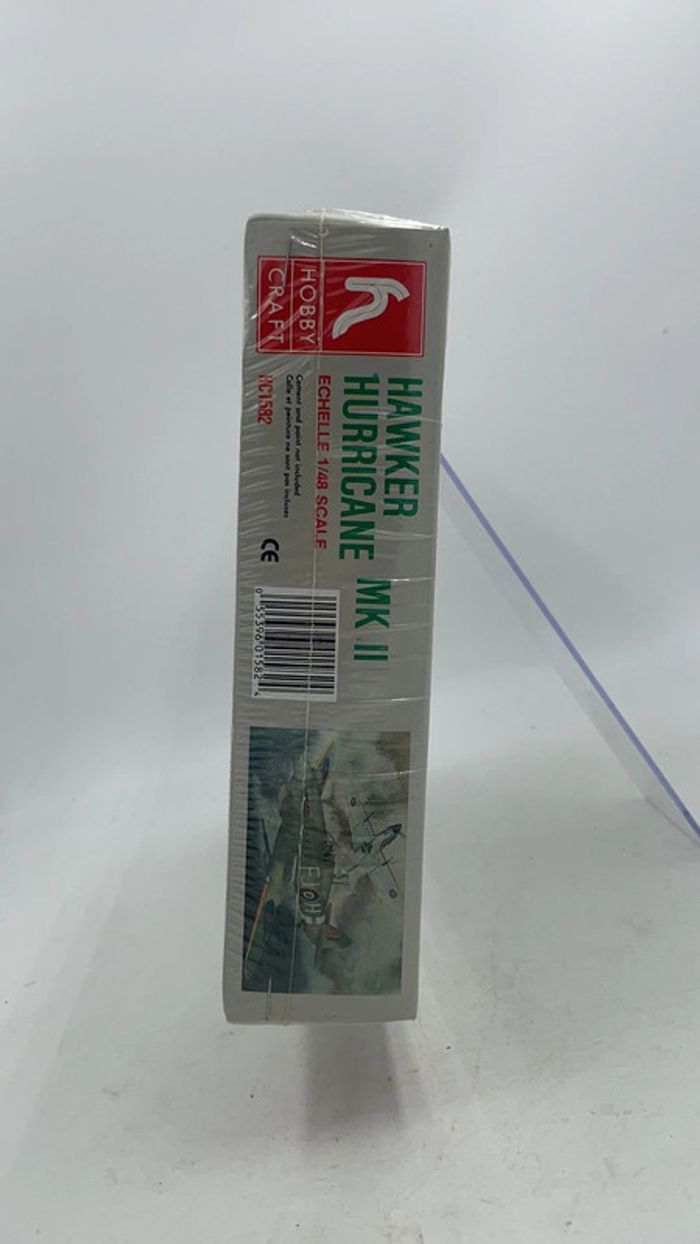 HOBBY
CRAFT
HAWKER
HURRICANE MK II
ECHELLE 1/48 SCALE
Cement and paint not included
Colle et peinture ne sont pas incluses
HC1582
CE
0 55396 01582 4